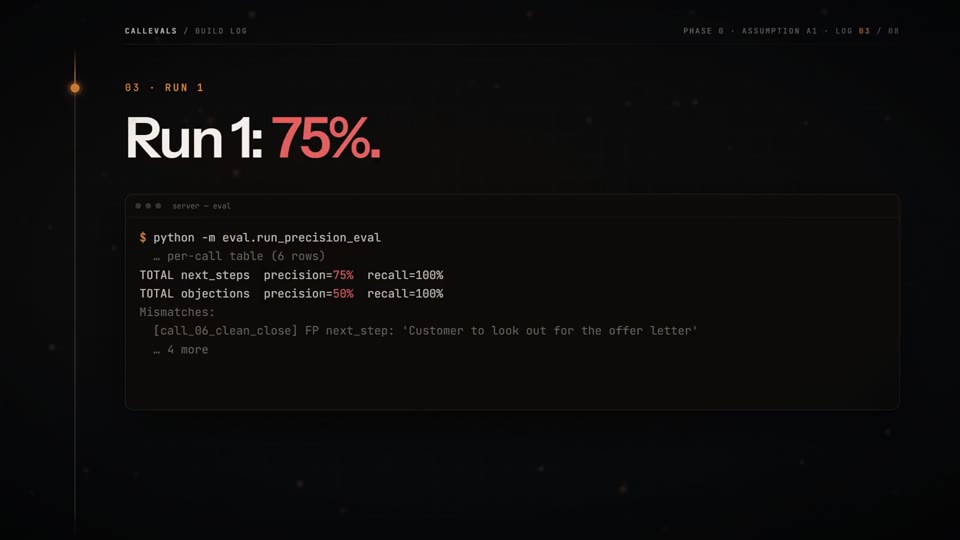 CALLEVALS / BUILD LOG
PHASE 0 · ASSUMPTION A1 · LOG 03 / 08
03 · RUN 1
Run 1: 75%.
server — eval
$ python -m eval.run_precision_eval
… per-call table (6 rows)
TOTAL next_steps precision=75% recall=100%
TOTAL objections precision=50% recall=100%
Mismatches:
[call_06_clean_close] FP next_step: 'Customer to look out for the offer letter'
… 4 more